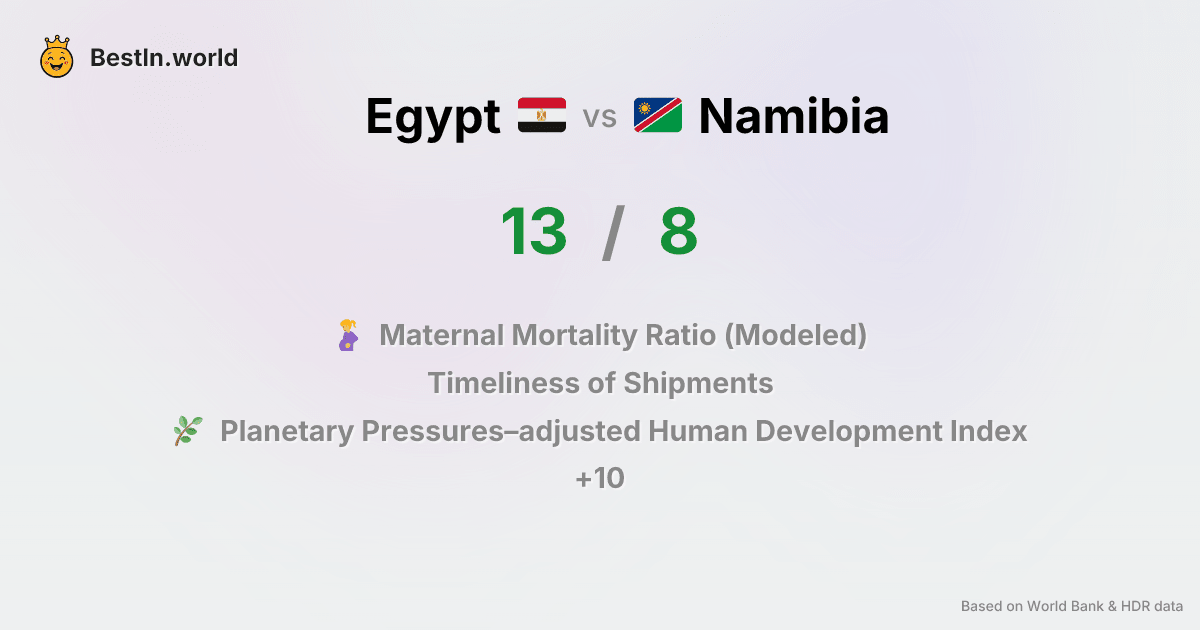 BestIn.world
Egypt vs Namibia
13 / 8
Maternal Mortality Ratio (Modeled)
Timeliness of Shipments
Planetary Pressures–adjusted Human Development Index
+10
Based on World Bank & HDR data